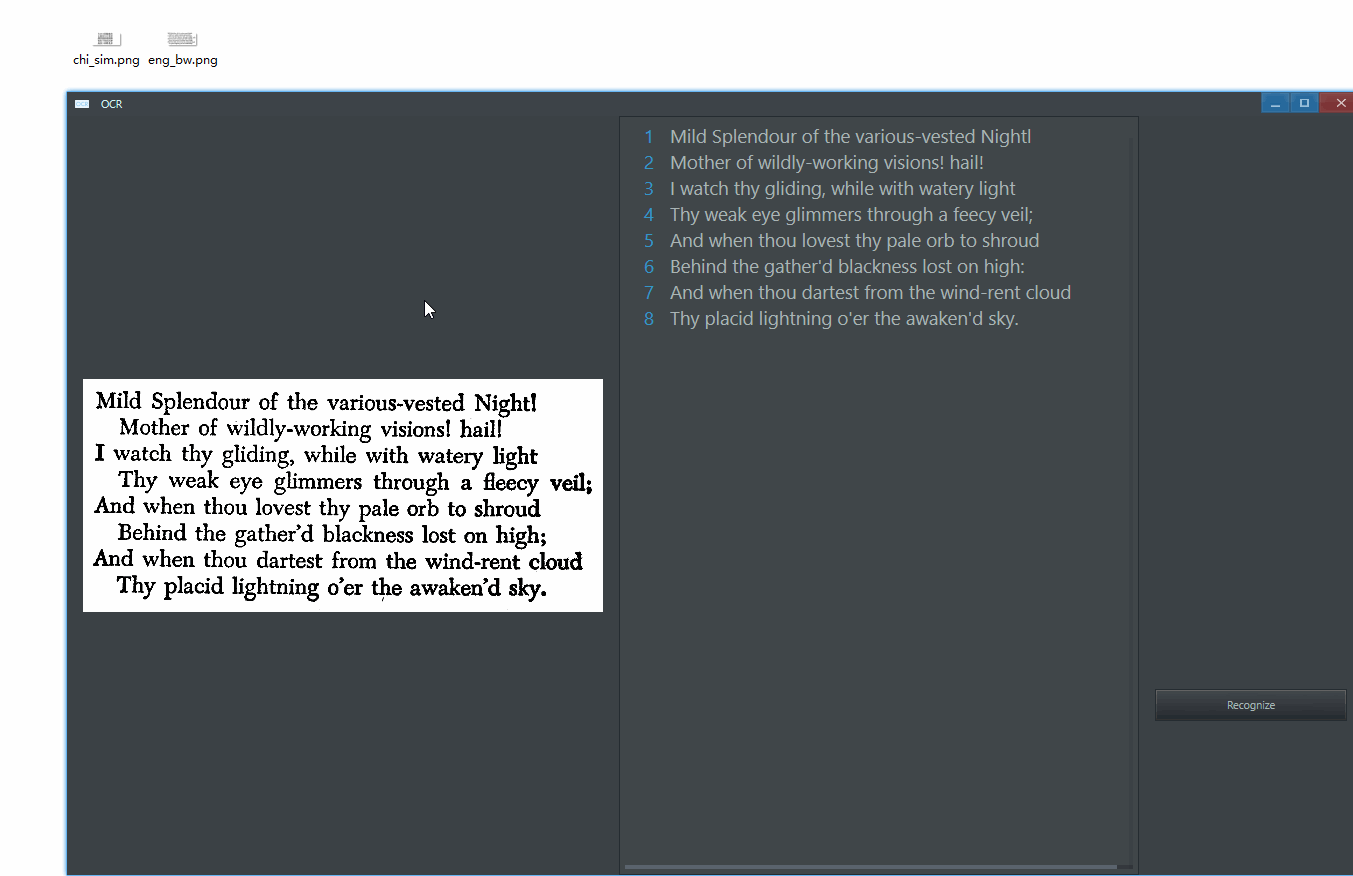 chi_sim.png eng_bw.png
OCR
1 Mild Splendour of the various-vested Nightl
2 Mother of wildly-working visions! hail!
3 I watch thy gliding, while with watery light
4 Thy weak eye glimmers through a feecy veil;
5 And when thou lovest thy pale orb to shroud
6 Behind the gather'd blackness lost on high:
7 And when thou dartest from the wind-rent cloud
8 Thy placid lightning o'er the awaken'd sky.
Mild Splendour of the various-vested Night!
Mother of wildly-working visions! hail!
I watch thy gliding, while with watery light
Thy weak eye glimmers through a fleecy veil;
And when thou lovest thy pale orb to shroud
Behind the gather'd blackness lost on high;
And when thou dartest from the wind-rent cloud
Thy placid lightning o'er the awaken'd sky.
Recognize